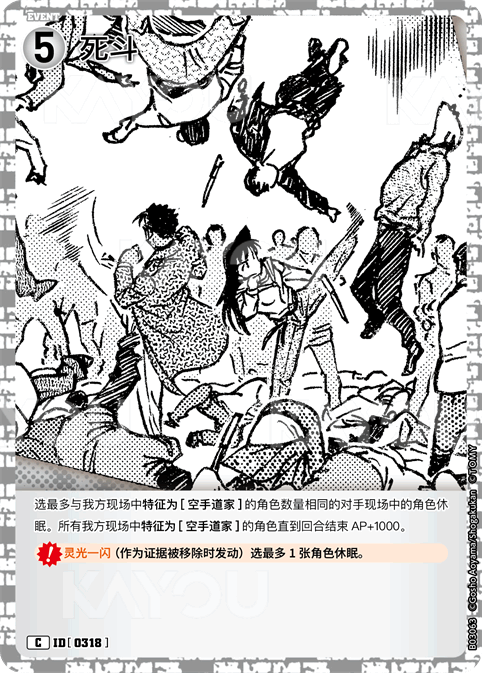 EVENT
5 死斗
选最多与我方现场中特征为[空手道家]的角色数量相同的对手现场中的角色休
眠。所有我方现场中特征为[空手道家]的角色直到回合结束 AP+1000。
灵光一闪(作为证据被移除时发动)选最多 1 张角色休眠。
KAYOU
C ID[0318]
B03063 ©Gosho Aoyama/Shogakukan ©TOMY